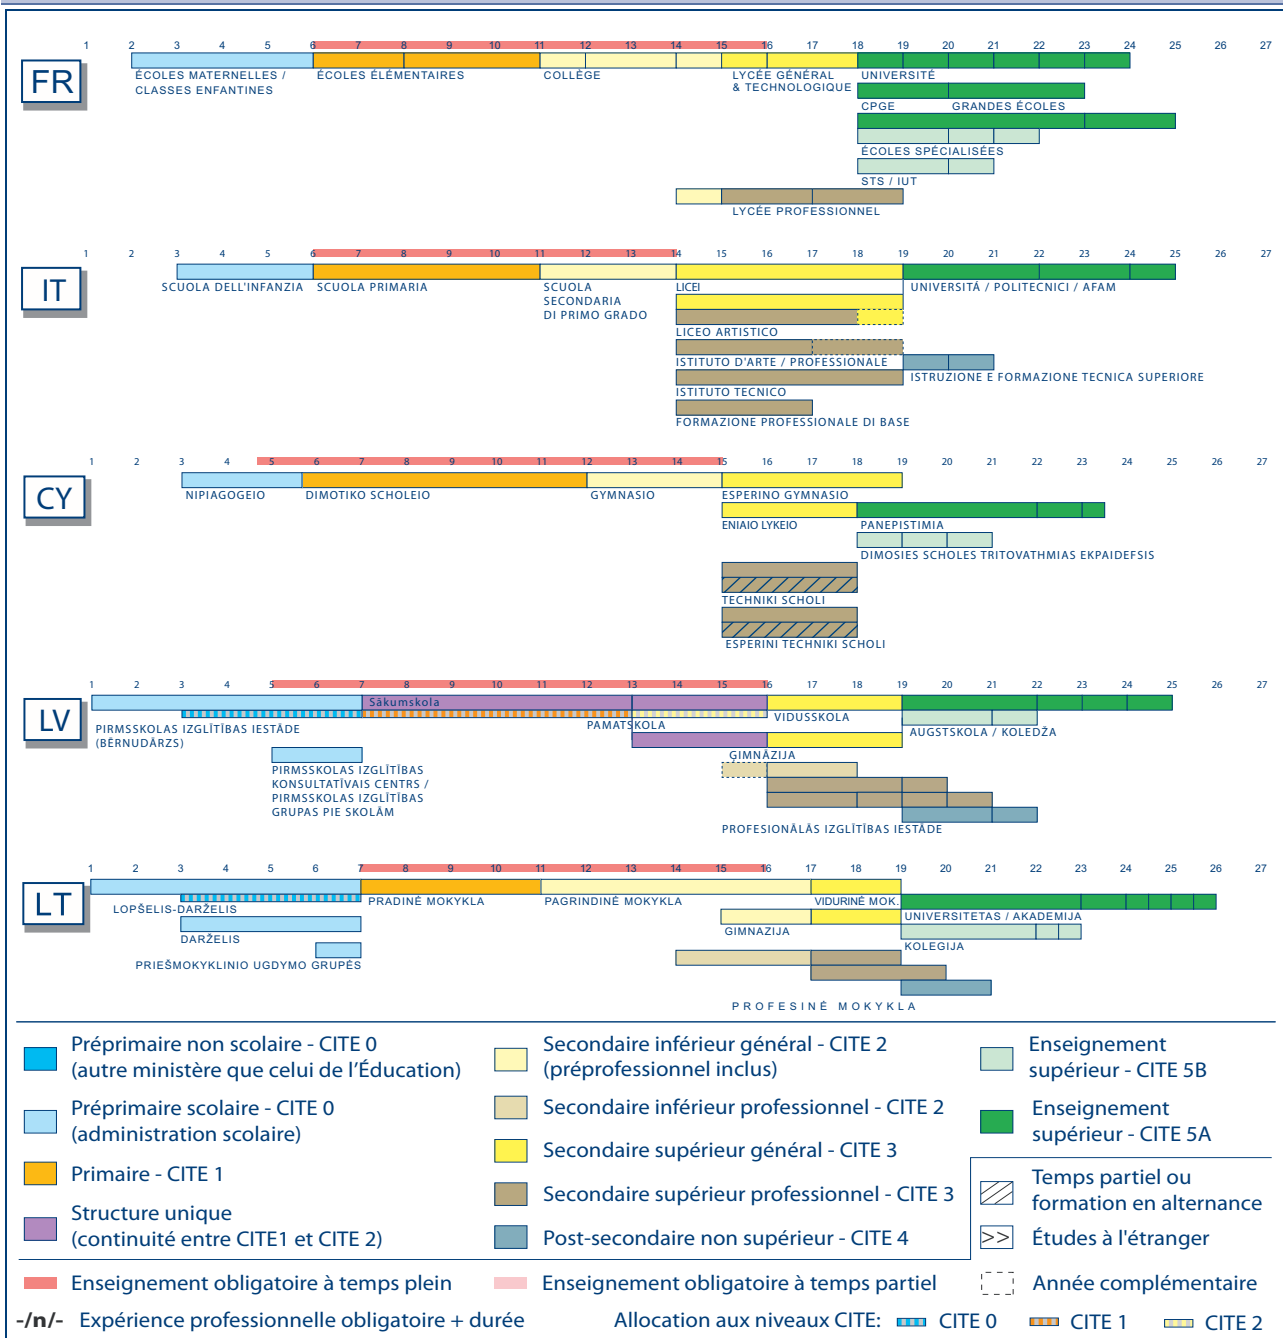 1 2 3 4 5 6 7 8 9 10 11 12 13 14 15 16 17 18 19 20 21 22 23 24 25 26 27
FR
ÉCOLES MATERNELLES /
CLASSES ENFANTINES
ÉCOLES ÉLÉMENTAIRES
COLLÈGE
LYCÉE GÉNÉRAL
& TECHNOLOGIQUE
UNIVERSITÉ
CPGE GRANDES ÉCOLES
ÉCOLES SPÉCIALISÉES
STS / IUT
LYCÉE PROFESSIONNEL
1 2 3 4 5 6 7 8 9 10 11 12 13 14 15 16 17 18 19 20 21 22 23 24 25 26 27
IT
SCUOLA DELL'INFANZIA
SCUOLA PRIMARIA
SCUOLA
SECONDARIA
DI PRIMO GRADO
LICEI
UNIVERSITÁ / POLITECNICI / AFAM
LICEO ARTISTICO
ISTITUTO D'ARTE / PROFESSIONALE
ISTRUZIONE E FORMAZIONE TECNICA SUPERIORE
ISTITUTO TECNICO
FORMAZIONE PROFESSIONALE DI BASE
1 2 3 4 5 6 7 8 9 10 11 12 13 14 15 16 17 18 19 20 21 22 23 24 25 26 27
CY
NIPIAGOGEIO
DIMOTIKO SCHOLEIO
GYMNASIO
ESPERINO GYMNASIO
ENIAIO LYKEIO
PANEPISTIMIA
DIMOSIES SCHOLES TRITOVATHMIAS EKPAIDEFSIS
TECHNIKI SCHOLI
ESPERINI TECHNIKI SCHOLI
1 2 3 4 5 6 7 8 9 10 11 12 13 14 15 16 17 18 19 20 21 22 23 24 25 26 27
LV
Sākumskola
PIRMSSKOLAS IZGLĪTĪBAS IESTĀDE
(BĒRNUDĀRZS)
PAMATSKOLA
VIDUSSKOLA
AUGSTSKOLA / KOLEDŽA
ĢIMNĀZIJA
PIRMSSKOLAS IZGLĪTĪBAS
KONSULTATĪVAIS CENTRS /
PIRMSSKOLAS IZGLĪTĪBAS
GRUPAS PIE SKOLĀM
PROFESIONĀLĀS IZGLĪTĪBAS IESTĀDE
1 2 3 4 5 6 7 8 9 10 11 12 13 14 15 16 17 18 19 20 21 22 23 24 25 26 27
LT
LOPŠELIS-DARŽELIS
PRADINĖ MOKYKLA
PAGRINDINĖ MOKYKLA
VIDURINĖ MOK.
UNIVERSITETAS / AKADEMIJA
DARŽELIS
GIMNAZIJA
KOLEGIJA
PRIEŠMOKYKLINIO UGDYMO GRUPĖS
PROFESINĖ MOKYKLA
Préprimaire non scolaire - CITE 0
(autre ministère que celui de l'Éducation)
Préprimaire scolaire - CITE 0
(administration scolaire)
Primaire - CITE 1
Structure unique
(continuité entre CITE1 et CITE 2)
Secondaire inférieur général - CITE 2
(préprofessionnel inclus)
Secondaire inférieur professionnel - CITE 2
Secondaire supérieur général - CITE 3
Secondaire supérieur professionnel - CITE 3
Post-secondaire non supérieur - CITE 4
Enseignement
supérieur - CITE 5B
Enseignement
supérieur - CITE 5A
Temps partiel ou
formation en alternance
>> Études à l'étranger
Enseignement obligatoire à temps plein
Enseignement obligatoire à temps partiel
Année complémentaire
-/n/- Expérience professionnelle obligatoire + durée
Allocation aux niveaux CITE: CITE 0 CITE 1 CITE 2